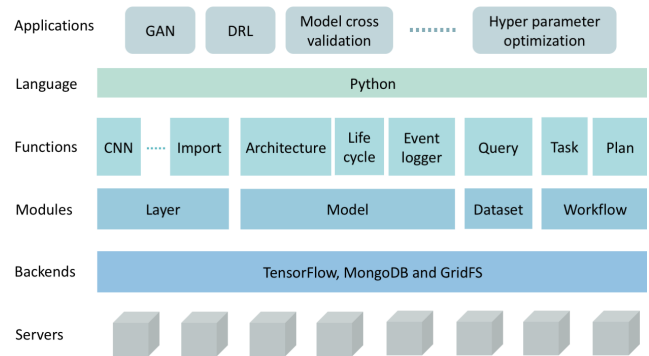 Applications
GAN
DRL
Model cross
validation
Hyper parameter
optimization
Language
Python
Functions
CNN
Import
Architecture
Life
cycle
Event
logger
Query
Task
Plan
Modules
Layer
Model
Dataset
Workflow
Backends
TensorFlow, MongoDB and GridFS
Servers